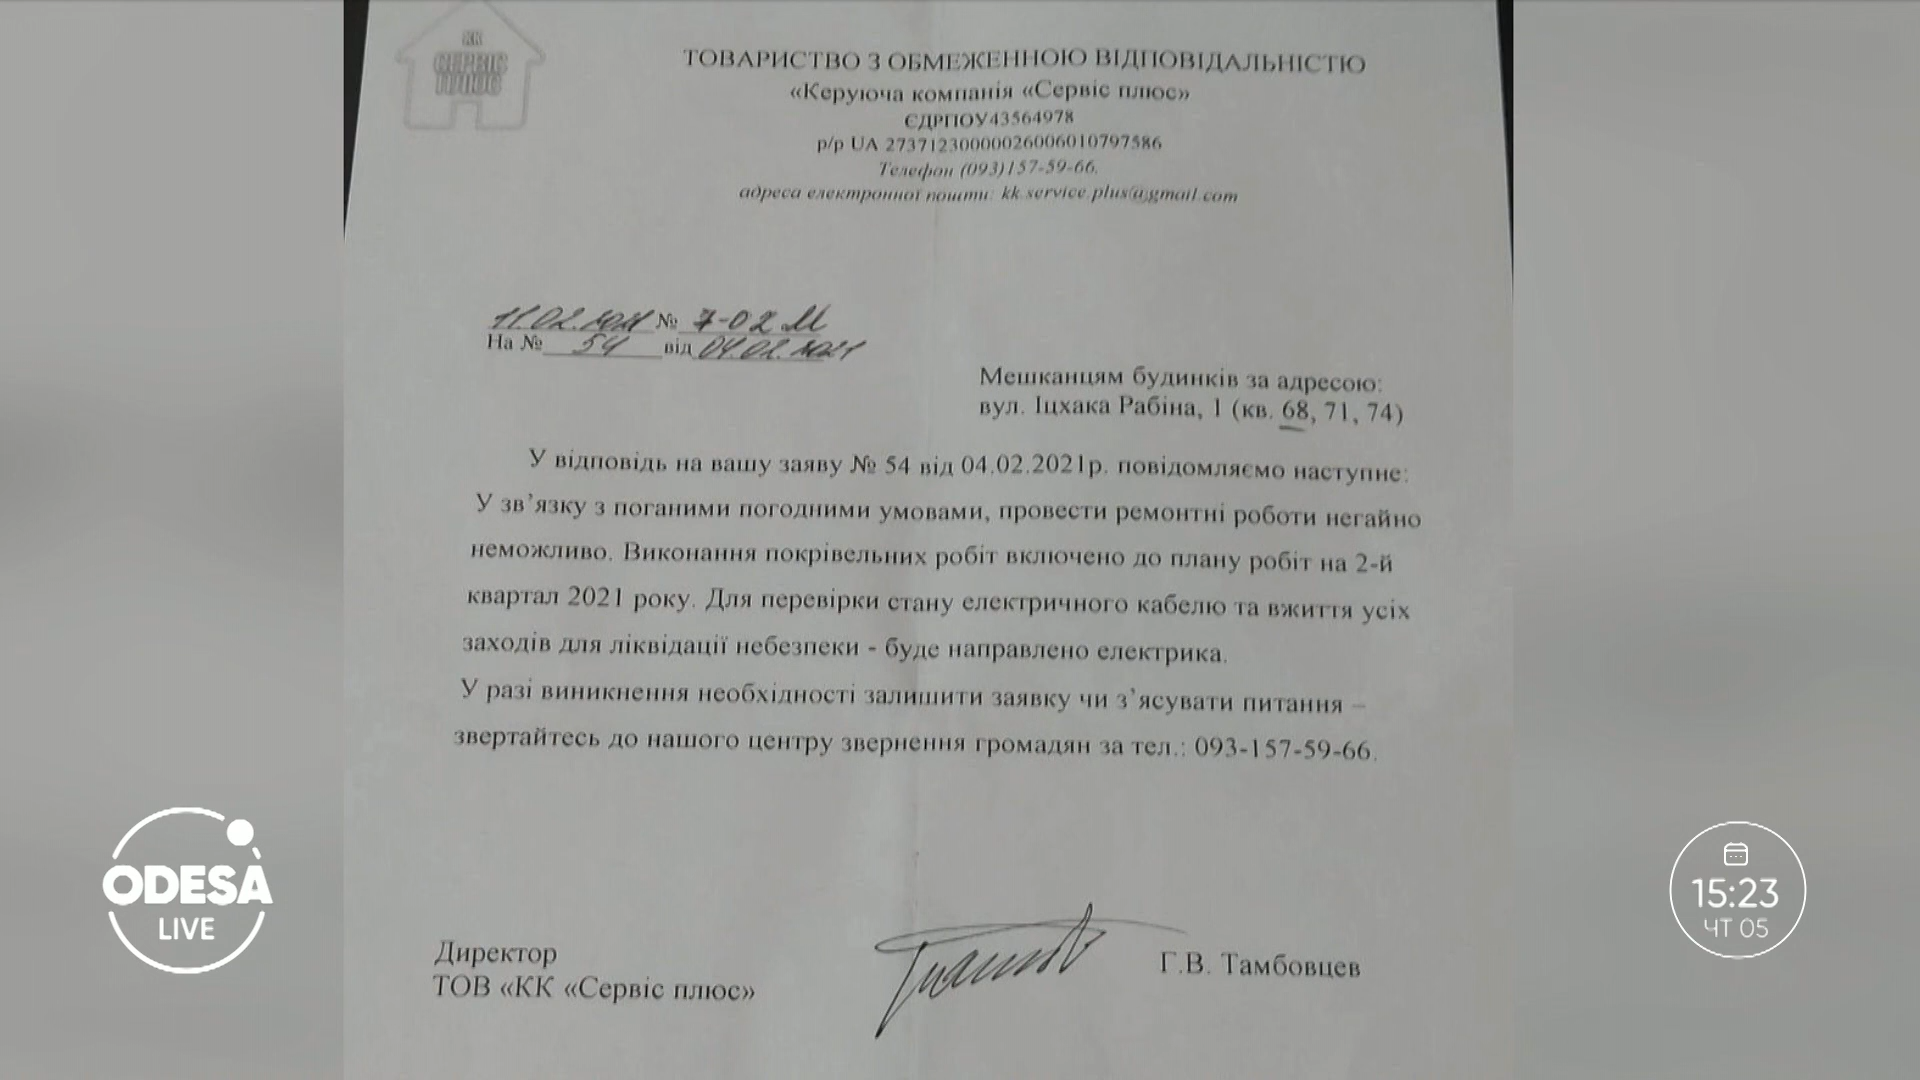 КК
СЕРВІС
ПЛЮС
ТОВАРИСТВО З ОБМЕЖЕННОЮ ВІДПОВІДАЛЬНІСТЮ
«Керуюча компанія «Сервіс плюс»
ЄДРПОУ43564978
р/р UA 27371230000026006010797586
Телефон (093)157-59-66.
адреса електронної пошти: kk.service.plus@gmail.com
11.02.2021 № 7-02 М
На № 54 від 04.02.2021
Мешканцям будинків за адресою:
вул. Іцхака Рабіна, 1 (кв. 68, 71, 74)
У відповідь на вашу заяву № 54 від 04.02.2021р. повідомляємо наступне:
У зв’язку з поганими погодними умовами, провести ремонтні роботи негайно
неможливо. Виконання покрівельних робіт включено до плану робіт на 2-й
квартал 2021 року. Для перевірки стану електричного кабелю та вжиття усіх
заходів для ліквідації небезпеки - буде направлено електрика.
У разі виникнення необхідності залишити заявку чи з’ясувати питання –
звертайтесь до нашого центру звернення громадян за тел.: 093-157-59-66.
ODESA
LIVE
15:23
ЧТ 05
Директор
ТОВ «КК «Сервіс плюс»
Г.В. Тамбовцев